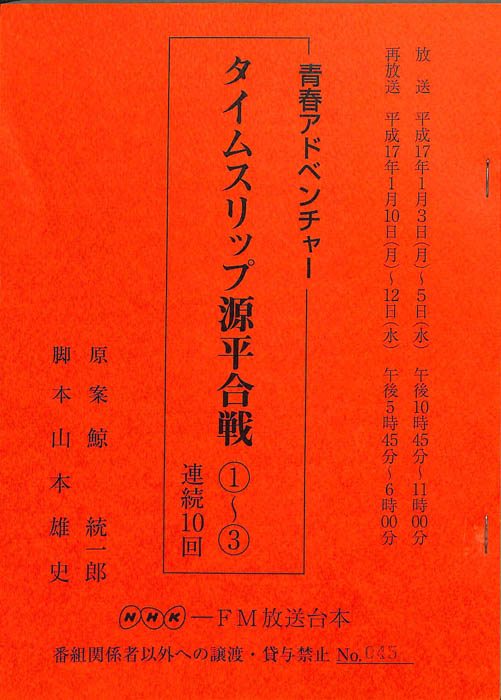 放送 平成17年1月3日(月)～5日(水) 午後10時45分～11時00分
再放送 平成17年1月10日(月)～12日(水) 午後5時45分～6時00分
青春アドベンチャー
タイムスリップ源平合戦 ①～③
連続10回
原案 鯨 統一郎
脚本 山本 雄史
NHK―FM放送台本
番組関係者以外への譲渡・貸与禁止 No. 045